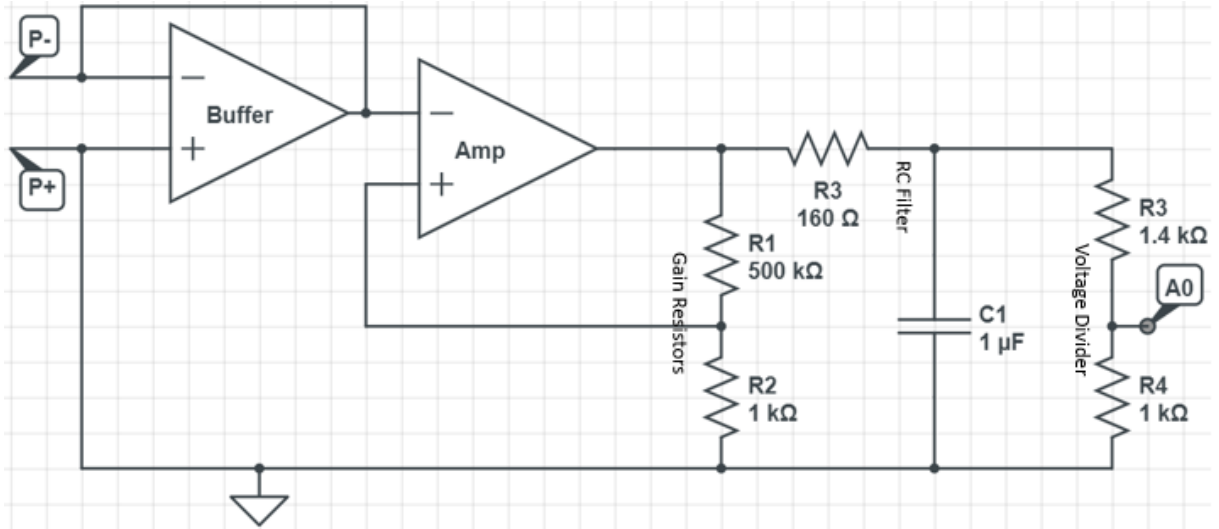 P-
P+
−
Buffer
+
−
Amp
+
R3
160 Ω
RC Filter
R1
500 kΩ
Gain Resistors
R2
1 kΩ
C1
1 µF
R3
1.4 kΩ
Voltage Divider
A0
R4
1 kΩ